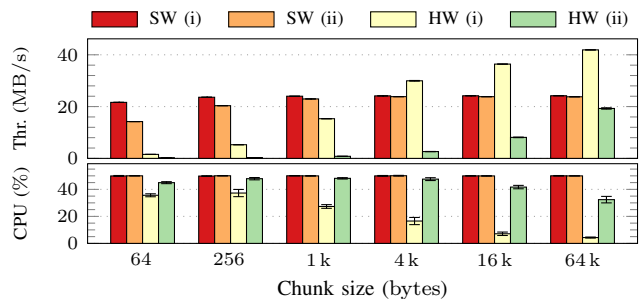 SW (i) SW (ii) HW (i) HW (ii)
Thr. (MB/s)
40
20
0
CPU (%)
40
20
0
64 256 1 k 4 k 16 k 64 k
Chunk size (bytes)